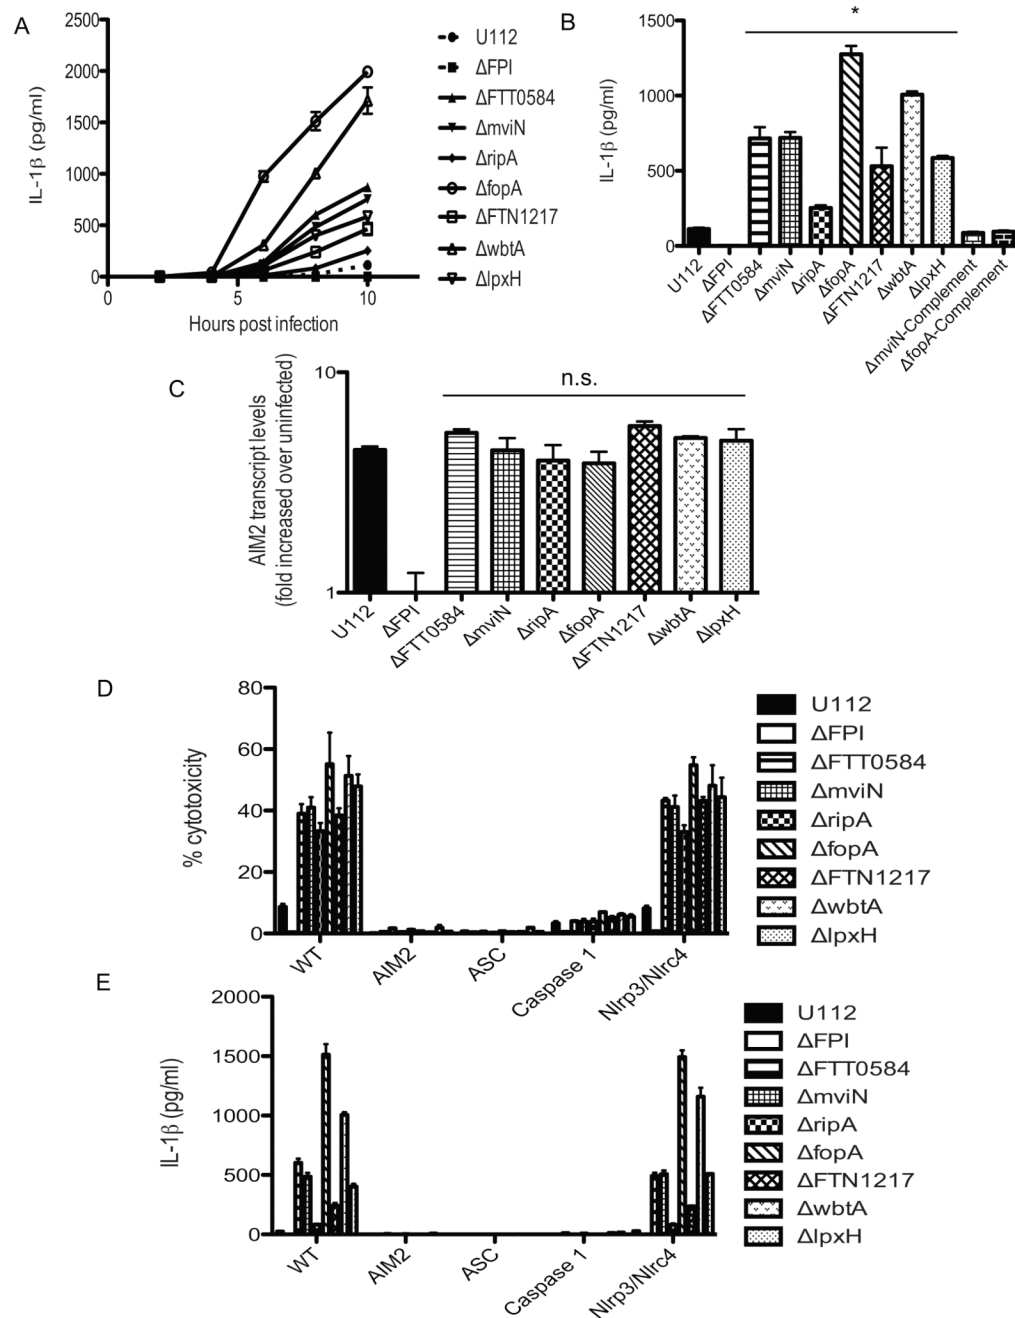 A
IL-1β (pg/ml)
2500
2000
1500
1000
500
0
0
5
10
Hours post infection
U112
ΔFPI
ΔFTT0584
ΔmviN
ΔripA
ΔfopA
ΔFTN1217
ΔwbtA
ΔlpxH
B
IL-1β (pg/ml)
1500
1000
500
0
*
U112
ΔFPI
ΔFTT0584
ΔmviN
ΔripA
ΔfopA
ΔFTN1217
ΔwbtA
ΔlpxH
ΔmviN-Complement
ΔfopA-Complement
C
AIM2 transcript levels
(fold increased over uninfected)
10
1
n.s.
U112
ΔFPI
ΔFTT0584
ΔmviN
ΔripA
ΔfopA
ΔFTN1217
ΔwbtA
ΔlpxH
D
% cytotoxicity
80
60
40
20
0
WT
AIM2
ASC
Caspase 1
Nlrp3/Nlrc4
U112
ΔFPI
ΔFTT0584
ΔmviN
ΔripA
ΔfopA
ΔFTN1217
ΔwbtA
ΔlpxH
E
IL-1β (pg/ml)
2000
1500
1000
500
0
WT
AIM2
ASC
Caspase 1
Nlrp3/Nlrc4
U112
ΔFPI
ΔFTT0584
ΔmviN
ΔripA
ΔfopA
ΔFTN1217
ΔwbtA
ΔlpxH